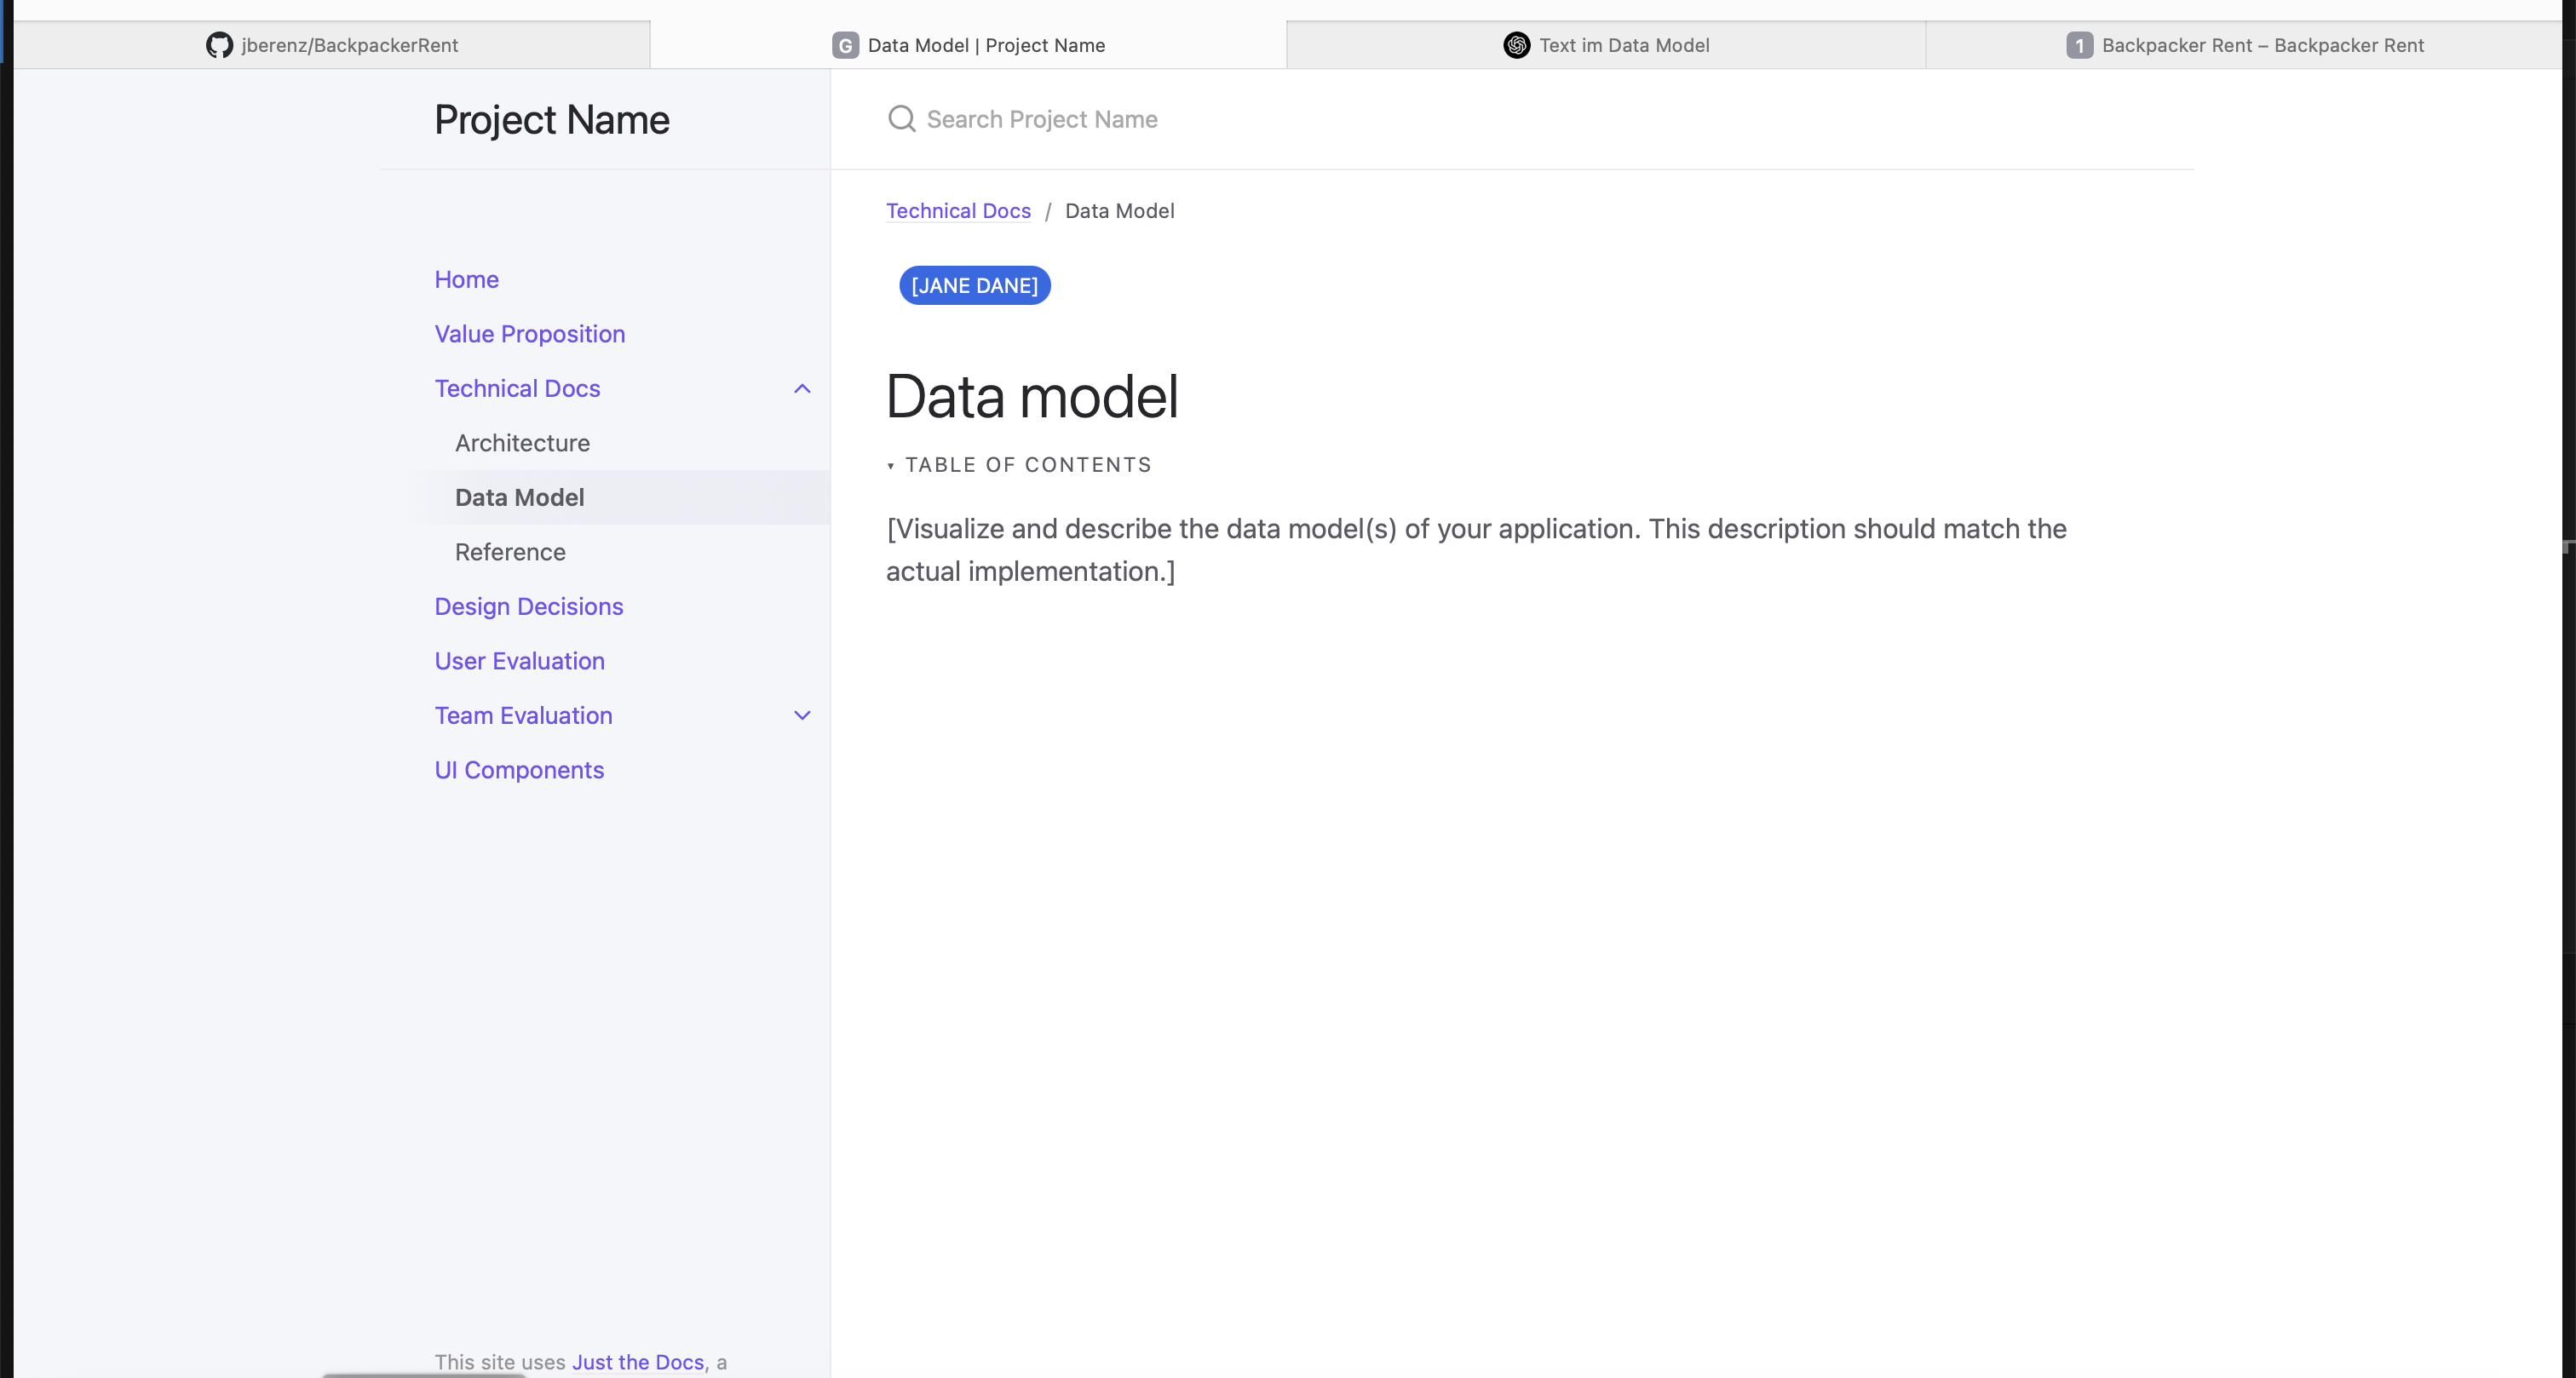 jberenz/BackpackerRent
G Data Model | Project Name
Text im Data Model
1 Backpacker Rent – Backpacker Rent
Project Name
Search Project Name
Home
Value Proposition
Technical Docs
Architecture
Data Model
Reference
Design Decisions
User Evaluation
Team Evaluation
UI Components
This site uses Just the Docs, a
Technical Docs / Data Model
[JANE DANE]
Data model
▾ TABLE OF CONTENTS
[Visualize and describe the data model(s) of your application. This description should match the
actual implementation.]